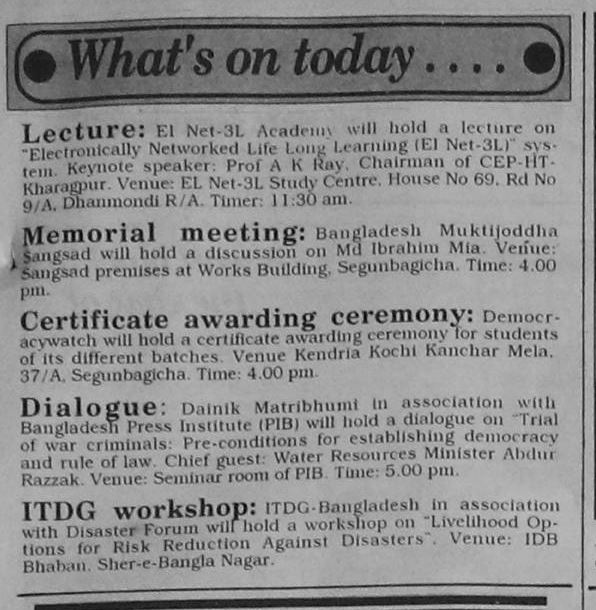 What's on today . . . .
Lecture: El Net-3L Academy will hold a lecture on
"Electronically Networked Life Long Learning (El Net-3L)" sys-
tem. Keynote speaker: Prof A K Ray, Chairman of CEP-HT-
Kharagpur. Venue: EL Net-3L Study Centre, House No 69, Rd No
9/A, Dhanmondi R/A. Timer: 11:30 am.
Memorial meeting: Bangladesh Muktijoddha
Sangsad will hold a discussion on Md Ibrahim Mia. Venue:
Sangsad premises at Works Building, Segunbagicha. Time: 4.00
pm.
Certificate awarding ceremony: Democr-
acywatch will hold a certificate awarding ceremony for students
of its different batches. Venue Kendria Kochi Kanchar Mela,
37/A, Segunbagicha. Time: 4.00 pm.
Dialogue: Dainik Matribhumi in association with
Bangladesh Press Institute (PIB) will hold a dialogue on "Trial
of war criminals: Pre-conditions for establishing democracy
and rule of law. Chief guest: Water Resources Minister Abdur
Razzak. Venue: Seminar room of PIB. Time: 5.00 pm.
ITDG workshop: ITDG-Bangladesh in association
with Disaster Forum will hold a workshop on "Livelihood Op-
tions for Risk Reduction Against Disasters". Venue: IDB
Bhaban, Sher-e-Bangla Nagar.